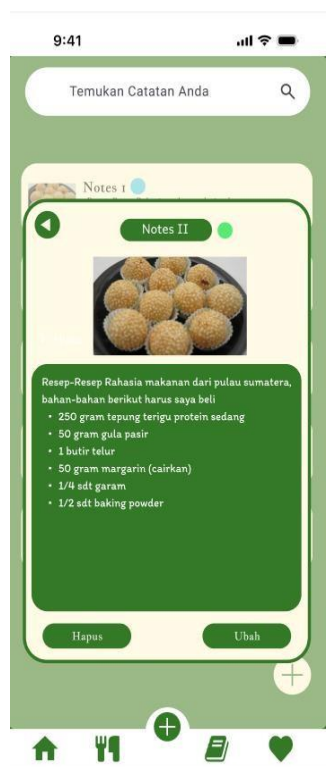 9:41
Temukan Catatan Anda
Notes 1
Notes II
Resep-Resep Rahasia makanan dari pulau sumatera,
bahan-bahan berikut harus saya beli
• 250 gram tepung terigu protein sedang
• 50 gram gula pasir
• 1 butir telur
• 50 gram margarin (cairkan)
• 1/4 sdt garam
• 1/2 sdt baking powder
Hapus
Ubah